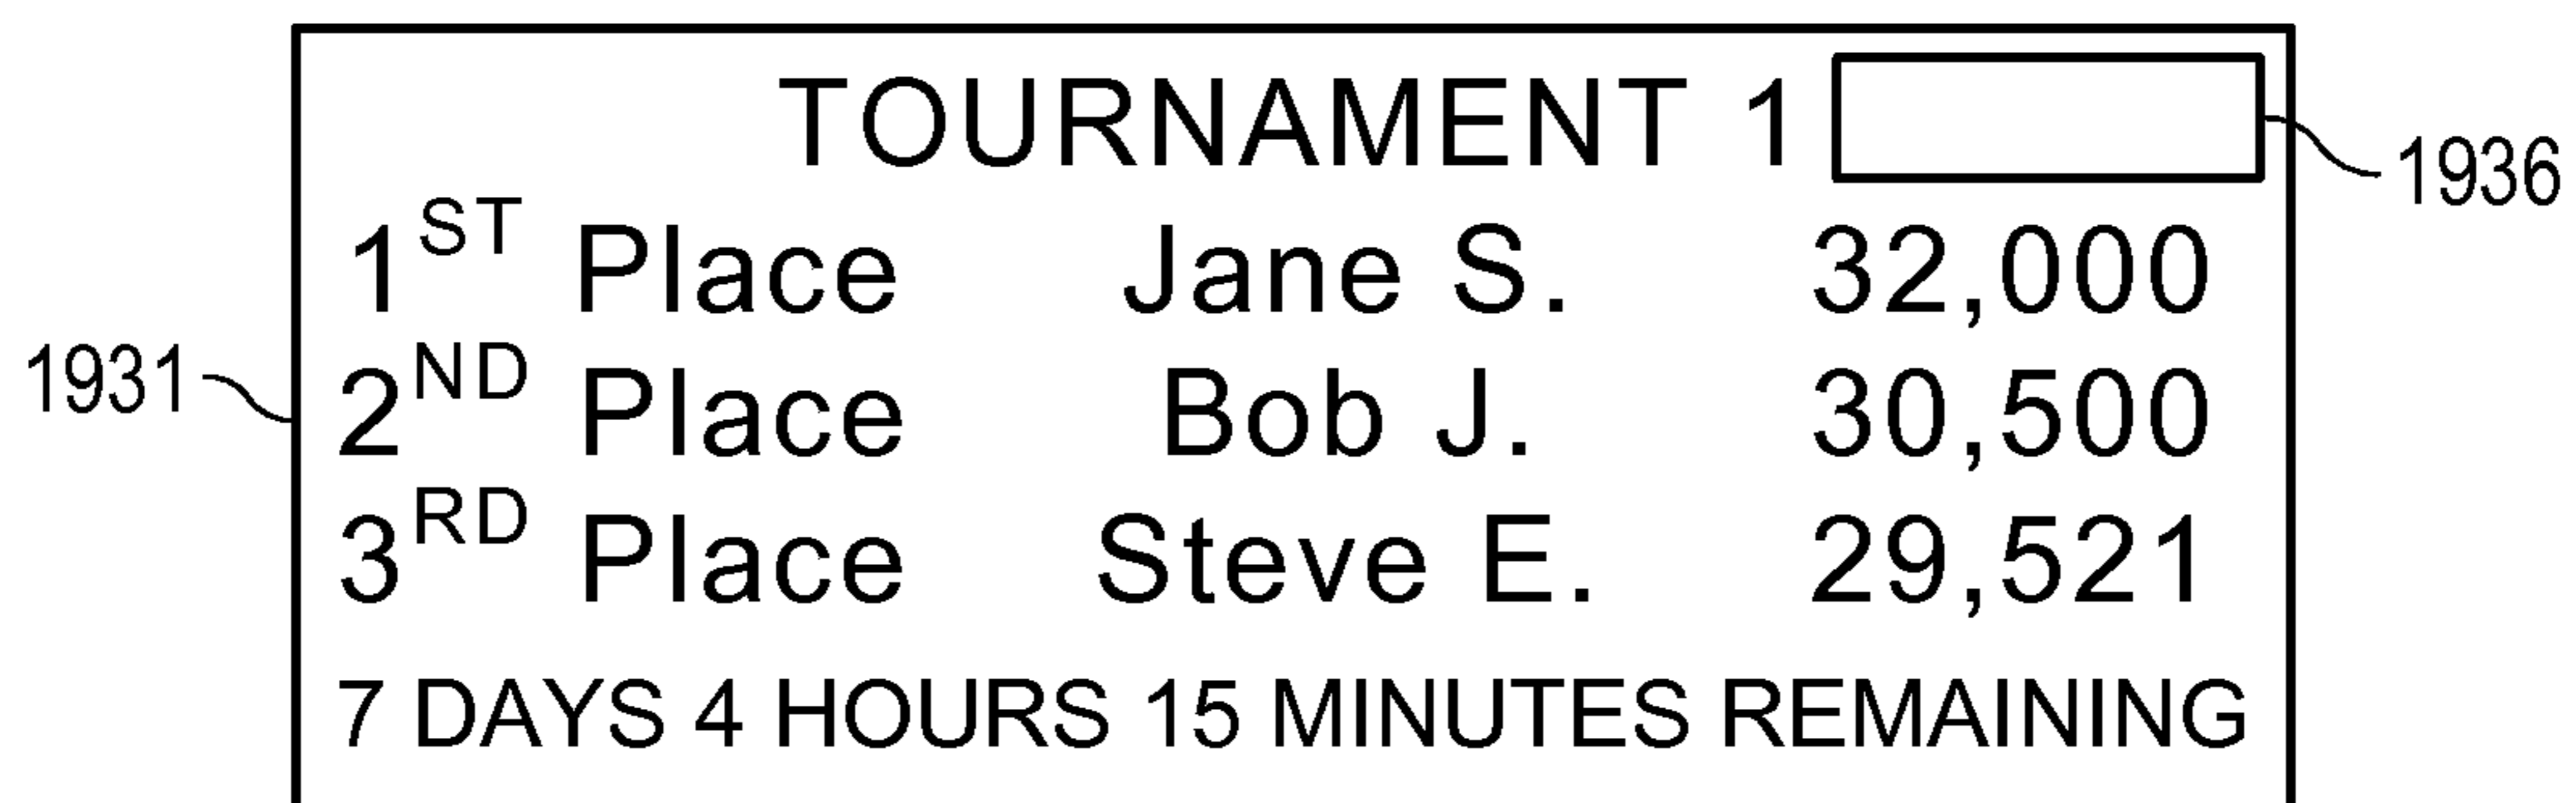 TOURNAMENT 1
1936
1ST Place Jane S. 32,000
1931
2ND Place Bob J. 30,500
3RD Place Steve E. 29,521
7 DAYS 4 HOURS 15 MINUTES REMAINING